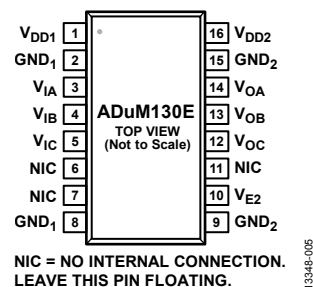 VDD1 1 16 VDD2
GND1 2 15 GND2
VIA 3 14 VOA
VIB 4 ADuM130E 13 VOB
TOP VIEW
(Not to Scale)
VIC 5 12 VOC
NIC 6 11 NIC
NIC 7 10 VE2
GND1 8 9 GND2
NIC = NO INTERNAL CONNECTION.
LEAVE THIS PIN FLOATING.
13348-005